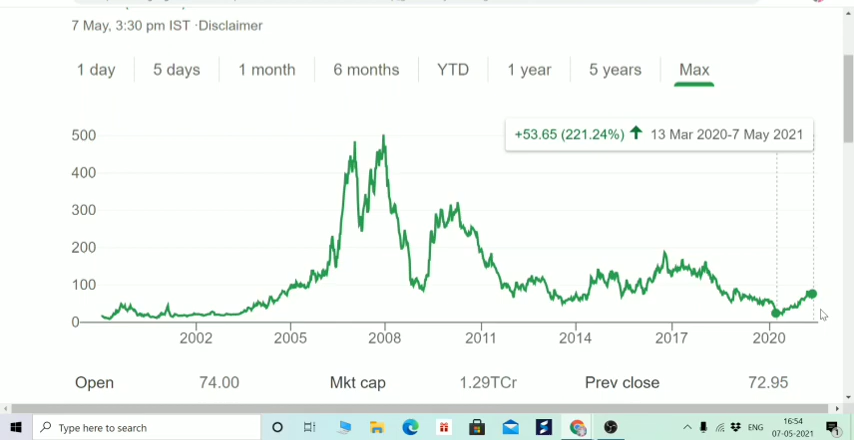 7 May, 3:30 pm IST ·Disclaimer
1 day 5 days 1 month 6 months YTD 1 year 5 years Max
+53.65 (221.24%) ↑ 13 Mar 2020-7 May 2021
500
400
300
200
100
0
2002 2005 2008 2011 2014 2017 2020
Open 74.00 Mkt cap 1.29TCr Prev close 72.95
Type here to search
ENG
16:54
07-05-2021
1